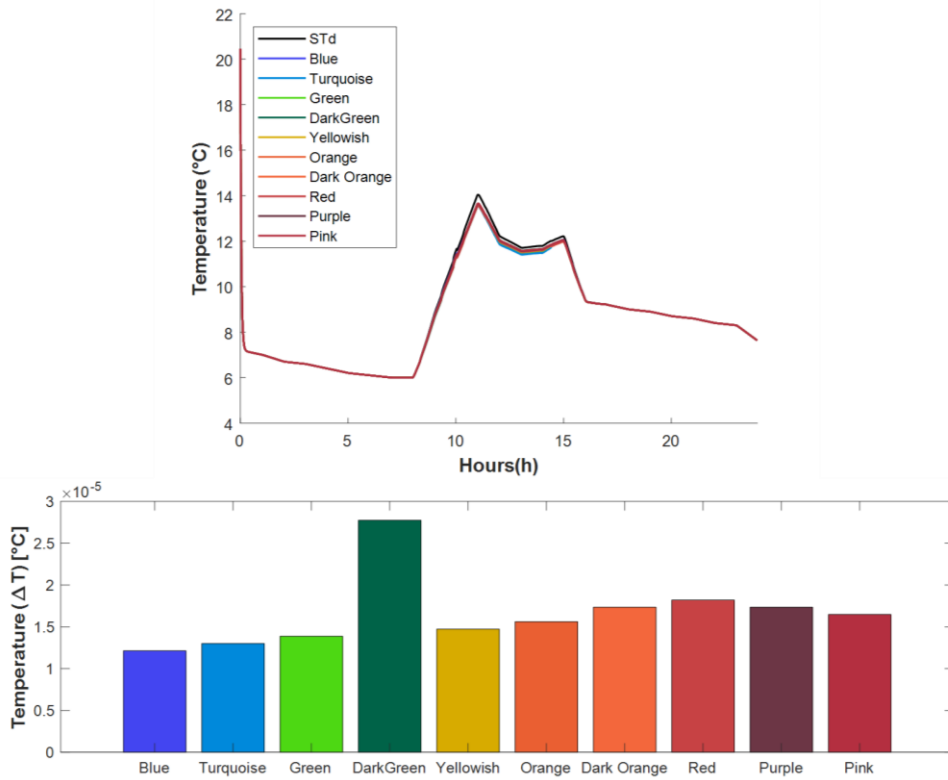 22
20
18
16
14
12
10
8
6
4
Temperature (°C)
STd
Blue
Turquoise
Green
DarkGreen
Yellowish
Orange
Dark Orange
Red
Purple
Pink
0 5 10 15 20
Hours(h)
×10-5
3
2.5
2
1.5
1
0.5
0
Temperature (ΔT) [°C]
Blue Turquoise Green DarkGreen Yellowish Orange Dark Orange Red Purple Pink